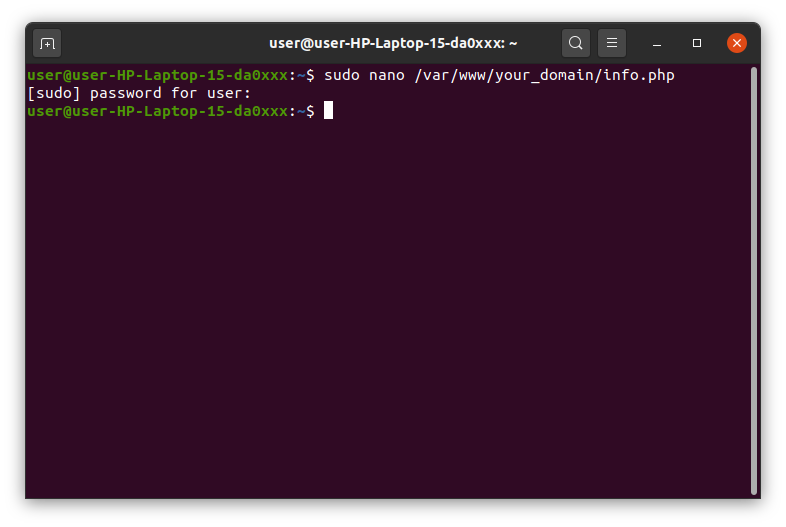 user@user-HP-Laptop-15-da0xxx: ~
user@user-HP-Laptop-15-da0xxx:~$ sudo nano /var/www/your_domain/info.php
[sudo] password for user:
user@user-HP-Laptop-15-da0xxx:~$